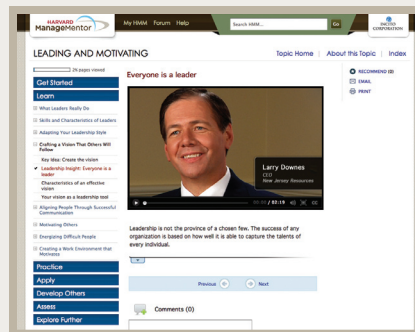 HARVARD
ManageMentor
My HMM Forum Help
Search HMM...
Go
INCITED
CORPORATION
LEADING AND MOTIVATING
Topic Home | About this Topic | Index
pages viewed
Get Started
Learn
What Leaders Really Do
Skills and Characteristics of Leaders
Adapting Your Leadership Style
Crafting a Vision That Others Will
Follow
Key idea: Create the vision
Leadership Insight: Everyone is a
leader
Characteristics of an effective
vision
Your vision as a leadership tool
Aligning People Through Successful
Communication
Motivating Others
Energizing Difficult People
Creating a Work Environment that
Motivates
Practice
Apply
Develop Others
Assess
Explore Further
Everyone is a leader
Larry Downes
CEO
New Jersey Resources
00:00 / 02:19
CC
Leadership is not the province of a chosen few. The success of any
organization is based on how well it is able to capture the talents of
every individual.
Previous
Next
Comments (0)
RECOMMEND (0)
EMAIL
PRINT